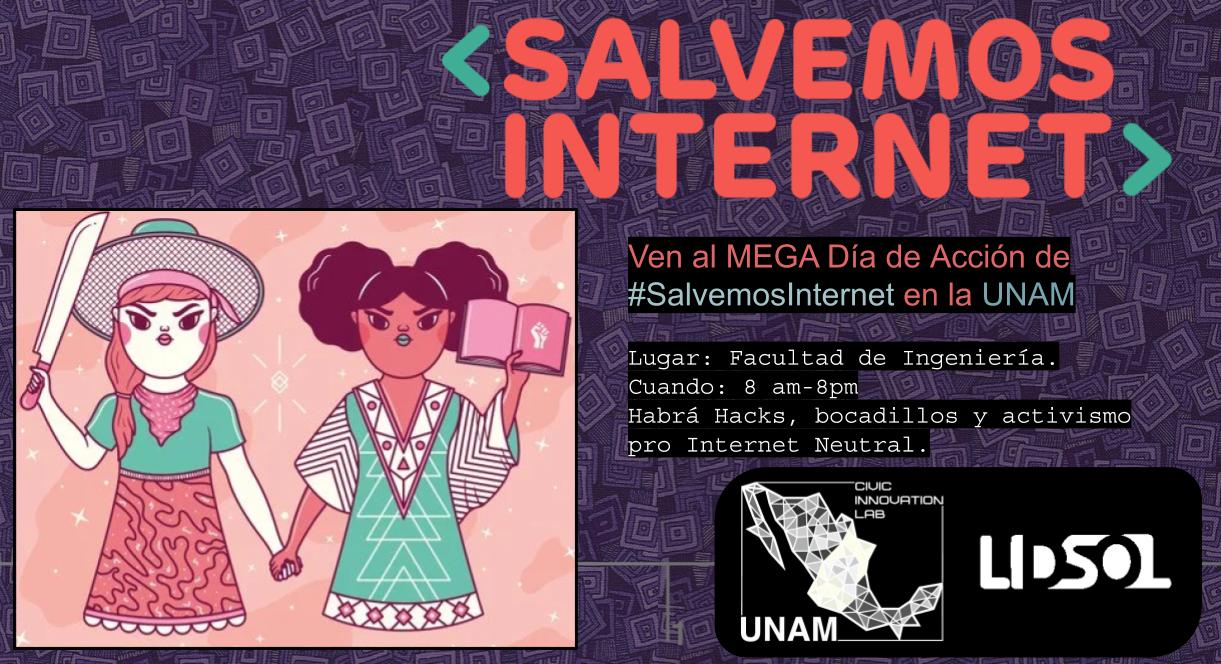 <SALVEMOS
INTERNET>
Ven al MEGA Día de Acción de
#SalvemosInternet en la UNAM
Lugar: Facultad de Ingeniería.
Cuando: 8 am-8pm
Habrá Hacks, bocadillos y activismo
pro Internet Neutral.
CIVIC
INNOVATION
LAB
UNAM
LIDSOL